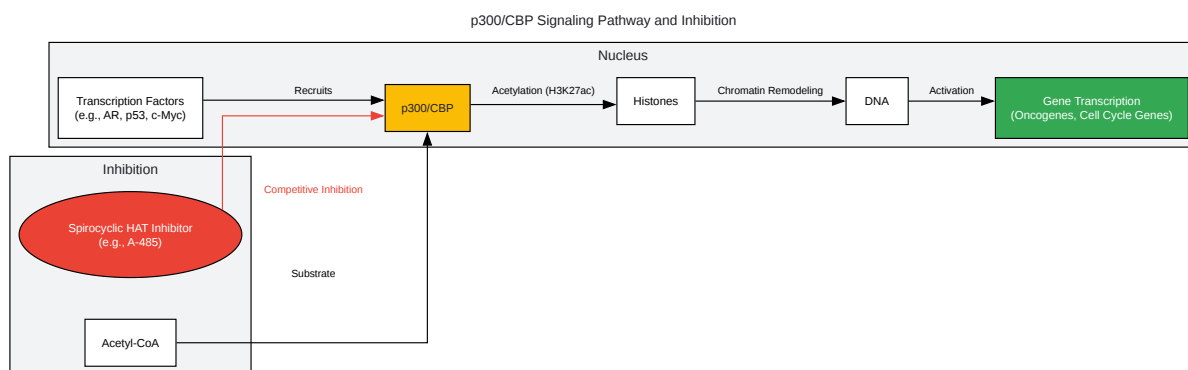 p300/CBP Signaling Pathway and Inhibition
Nucleus
Transcription Factors
(e.g., AR, p53, c-Myc)
Recruits
p300/CBP
Acetylation (H3K27ac)
Histones
Chromatin Remodeling
DNA
Activation
Gene Transcription
(Oncogenes, Cell Cycle Genes)
Inhibition
Competitive Inhibition
Spirocyclic HAT Inhibitor
(e.g., A-485)
Substrate
Acetyl-CoA